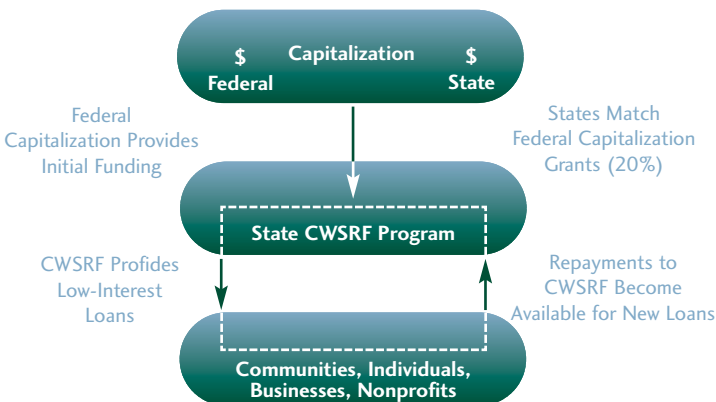 $ Capitalization $
Federal State
Federal
Capitalization Provides
Initial Funding
States Match
Federal Capitalization
Grants (20%)
State CWSRF Program
CWSRF Profides
Low-Interest
Loans
Repayments to
CWSRF Become
Available for New Loans
Communities, Individuals,
Businesses, Nonprofits